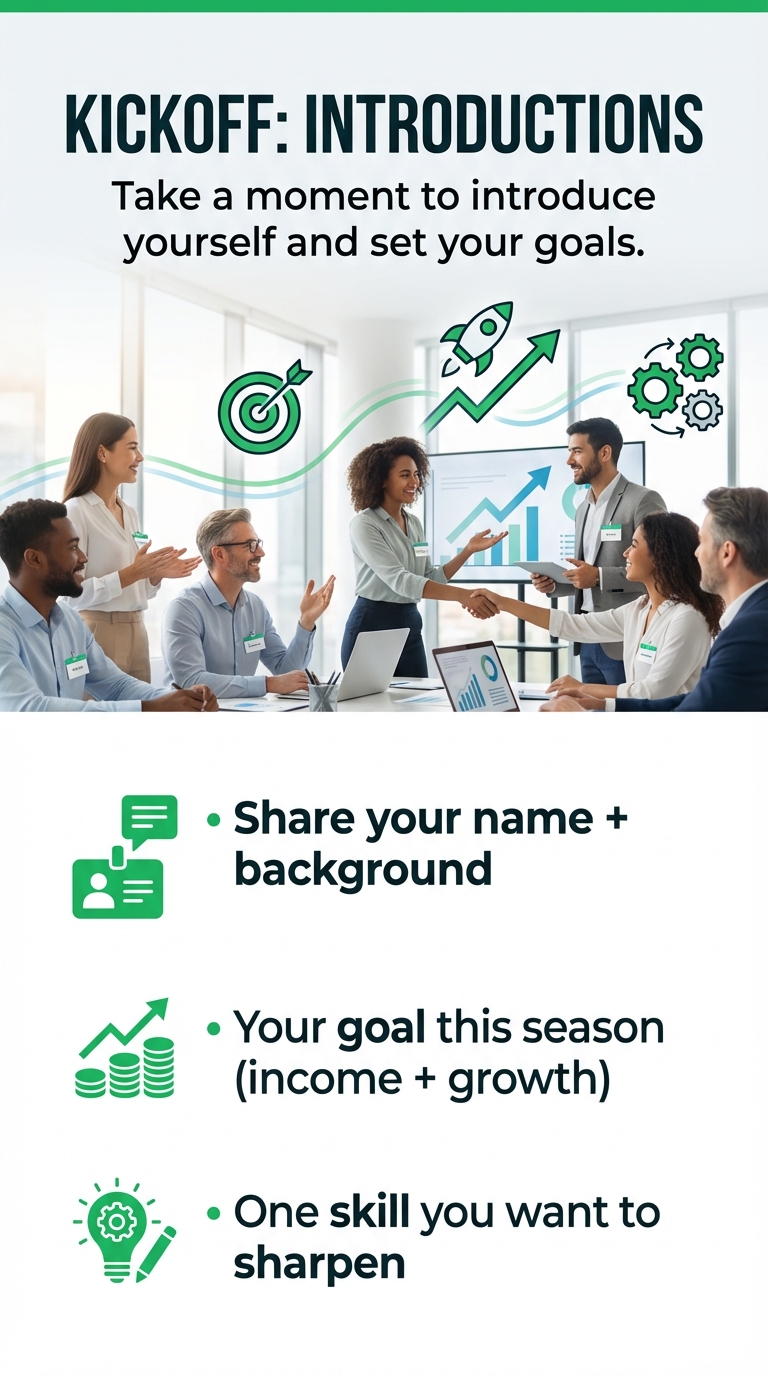 KICKOFF: INTRODUCTIONS
Take a moment to introduce
yourself and set your goals.
• Share your name +
background
• Your goal this season
(income + growth)
• One skill you want to
sharpen